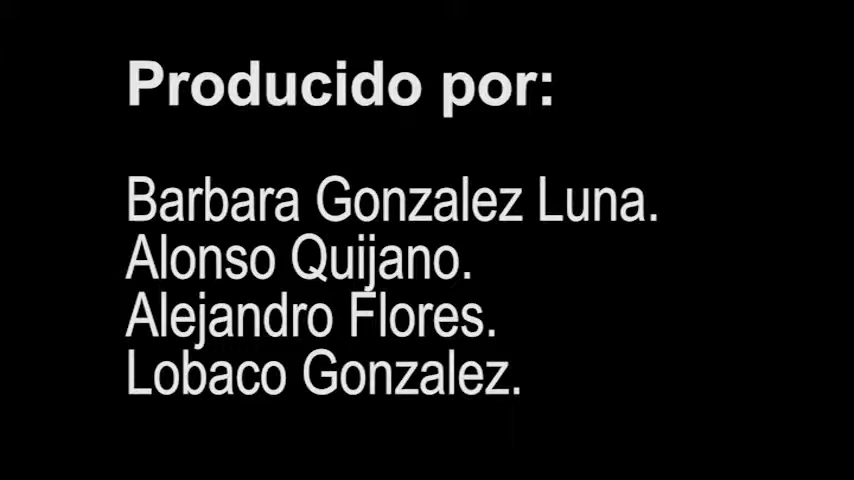 Producido por:
Barbara Gonzalez Luna.
Alonso Quijano.
Alejandro Flores.
Lobaco Gonzalez.